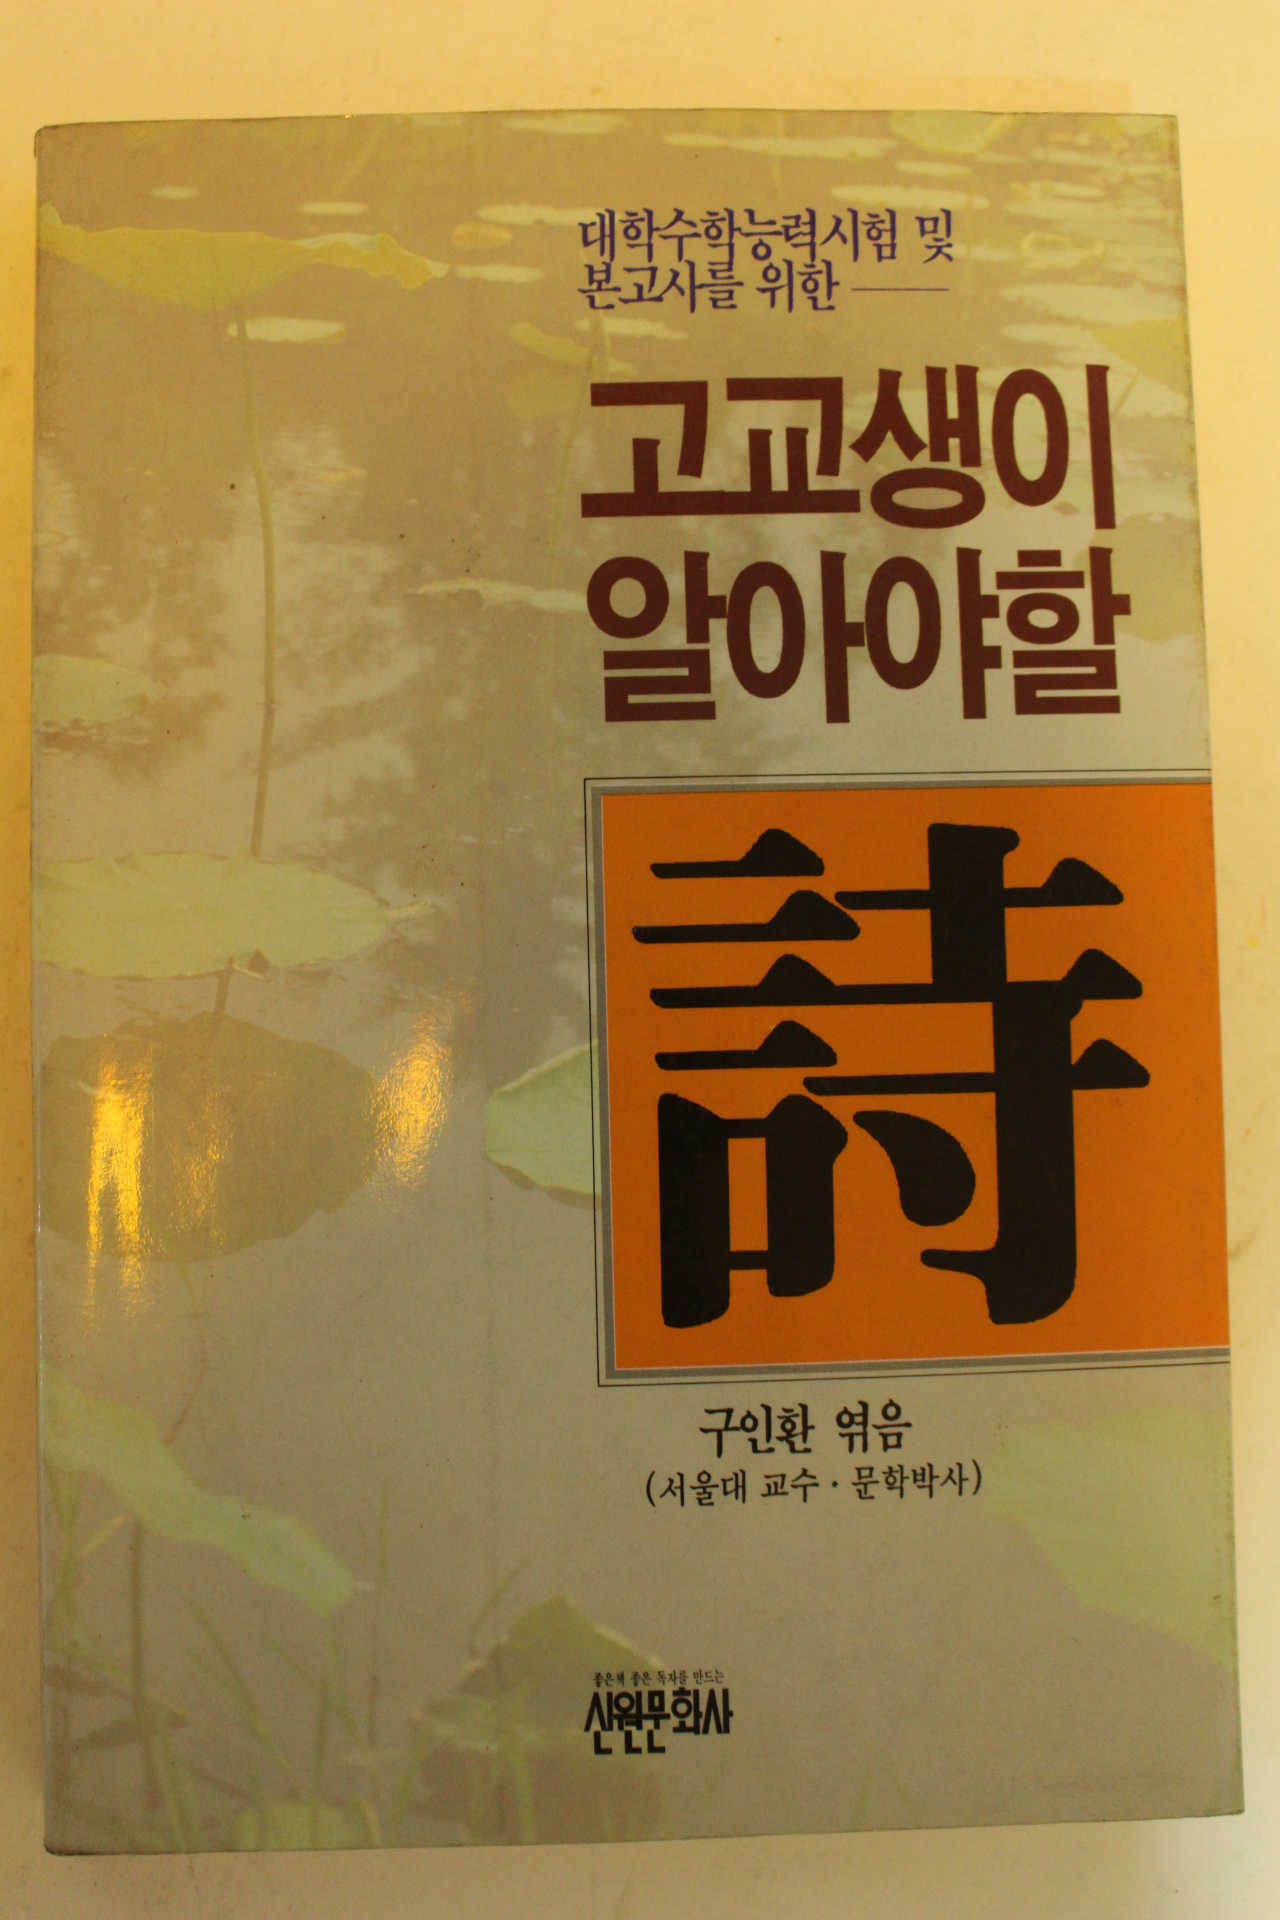 대학수학능력시험 및
본고사를 위한
고교생이
알아야할
詩
구인환 엮음
(서울대 교수 · 문학박사)
좋은책 좋은 독자를 만드는
신원문화사